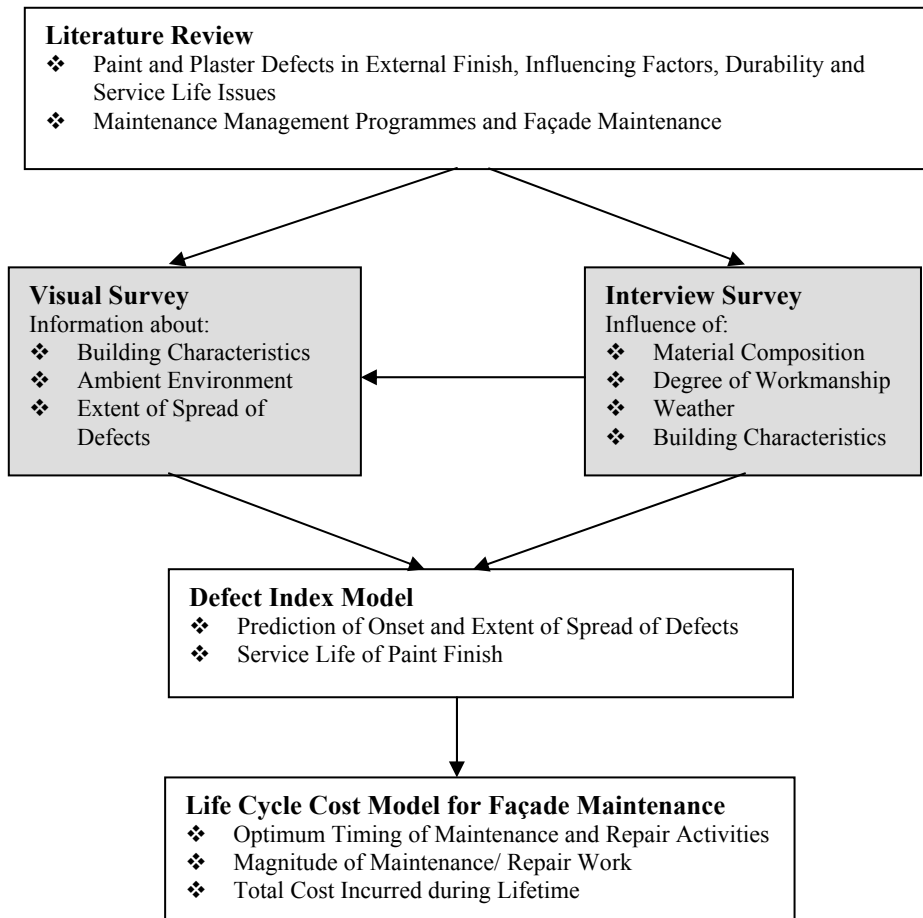 Literature Review
❖ Paint and Plaster Defects in External Finish, Influencing Factors, Durability and
Service Life Issues
❖ Maintenance Management Programmes and Façade Maintenance
Visual Survey
Information about:
❖ Building Characteristics
❖ Ambient Environment
❖ Extent of Spread of
Defects
Interview Survey
Influence of:
❖ Material Composition
❖ Degree of Workmanship
❖ Weather
❖ Building Characteristics
Defect Index Model
❖ Prediction of Onset and Extent of Spread of Defects
❖ Service Life of Paint Finish
Life Cycle Cost Model for Façade Maintenance
❖ Optimum Timing of Maintenance and Repair Activities
❖ Magnitude of Maintenance/ Repair Work
❖ Total Cost Incurred during Lifetime